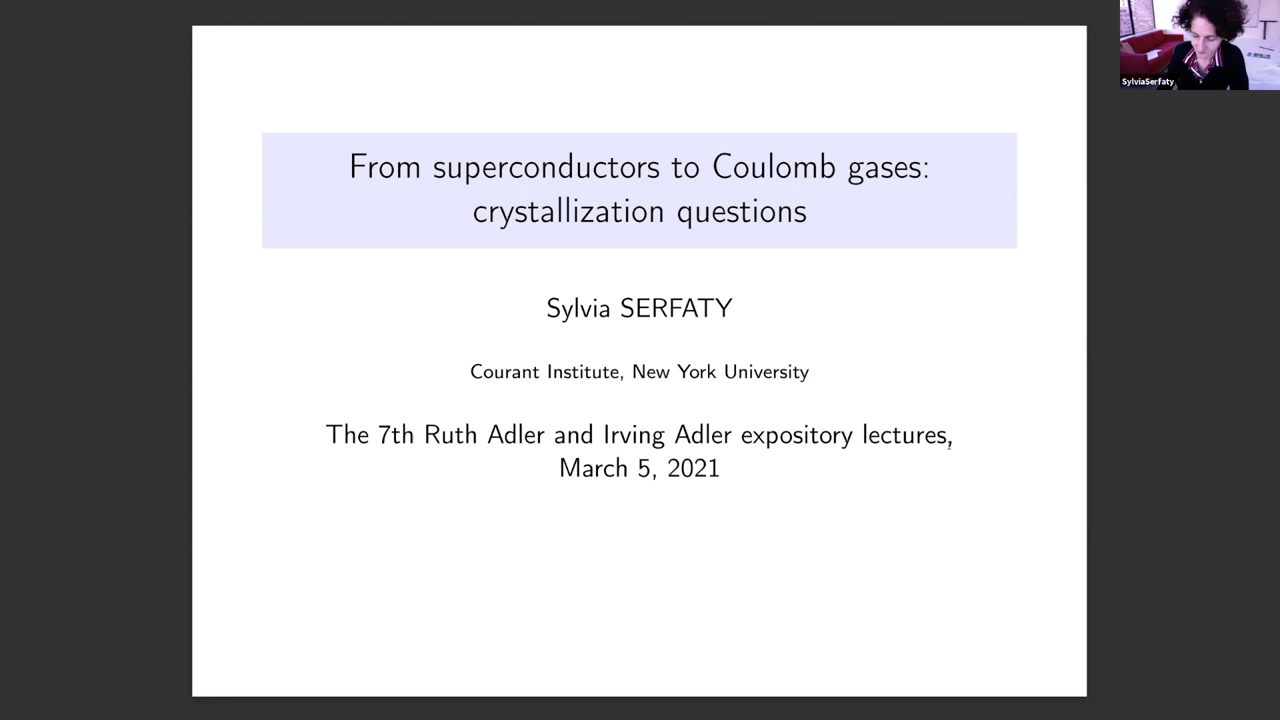 From superconductors to Coulomb gases:
crystallization questions
Sylvia SERFATY
Courant Institute, New York University
The 7th Ruth Adler and Irving Adler expository lectures,
March 5, 2021
SylviaSerfaty